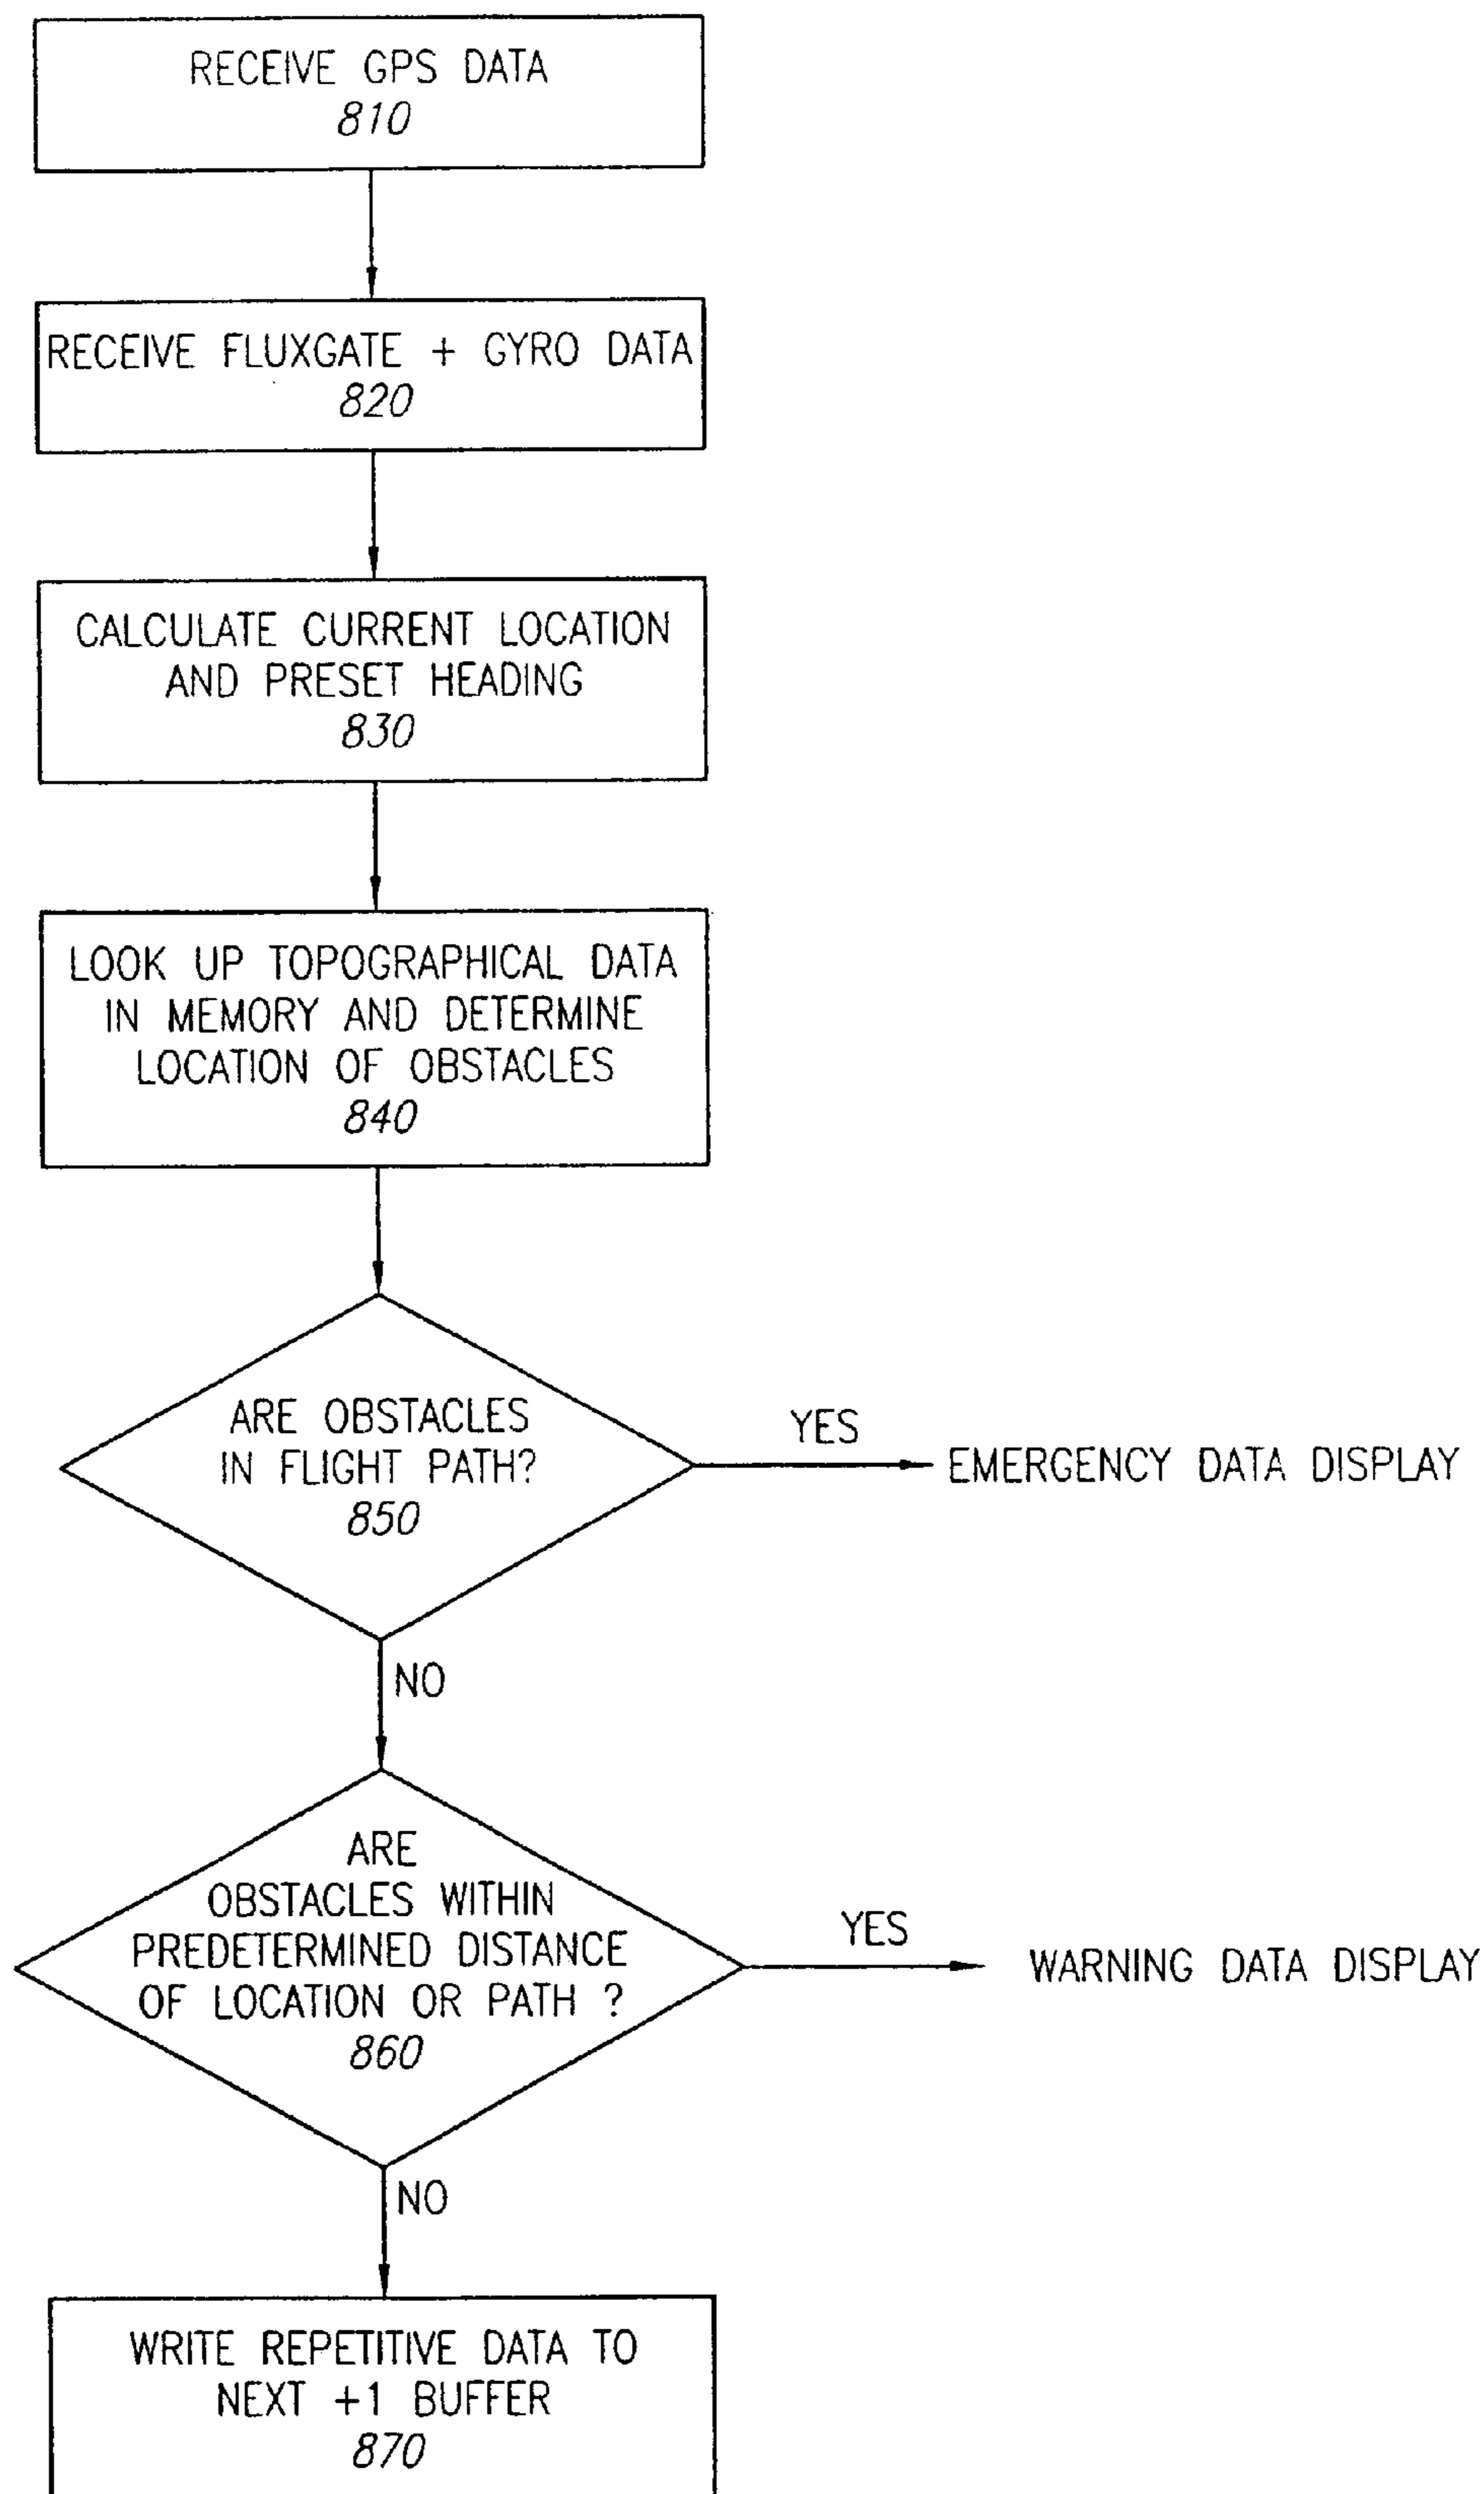 RECEIVE GPS DATA
810
RECEIVE FLUXGATE + GYRO DATA
820
CALCULATE CURRENT LOCATION
AND PRESET HEADING
830
LOOK UP TOPOGRAPHICAL DATA
IN MEMORY AND DETERMINE
LOCATION OF OBSTACLES
840
ARE OBSTACLES
IN FLIGHT PATH?
850
YES
EMERGENCY DATA DISPLAY
NO
ARE
OBSTACLES WITHIN
PREDETERMINED DISTANCE
OF LOCATION OR PATH ?
860
YES
WARNING DATA DISPLAY
NO
WRITE REPETITIVE DATA TO
NEXT +1 BUFFER
870